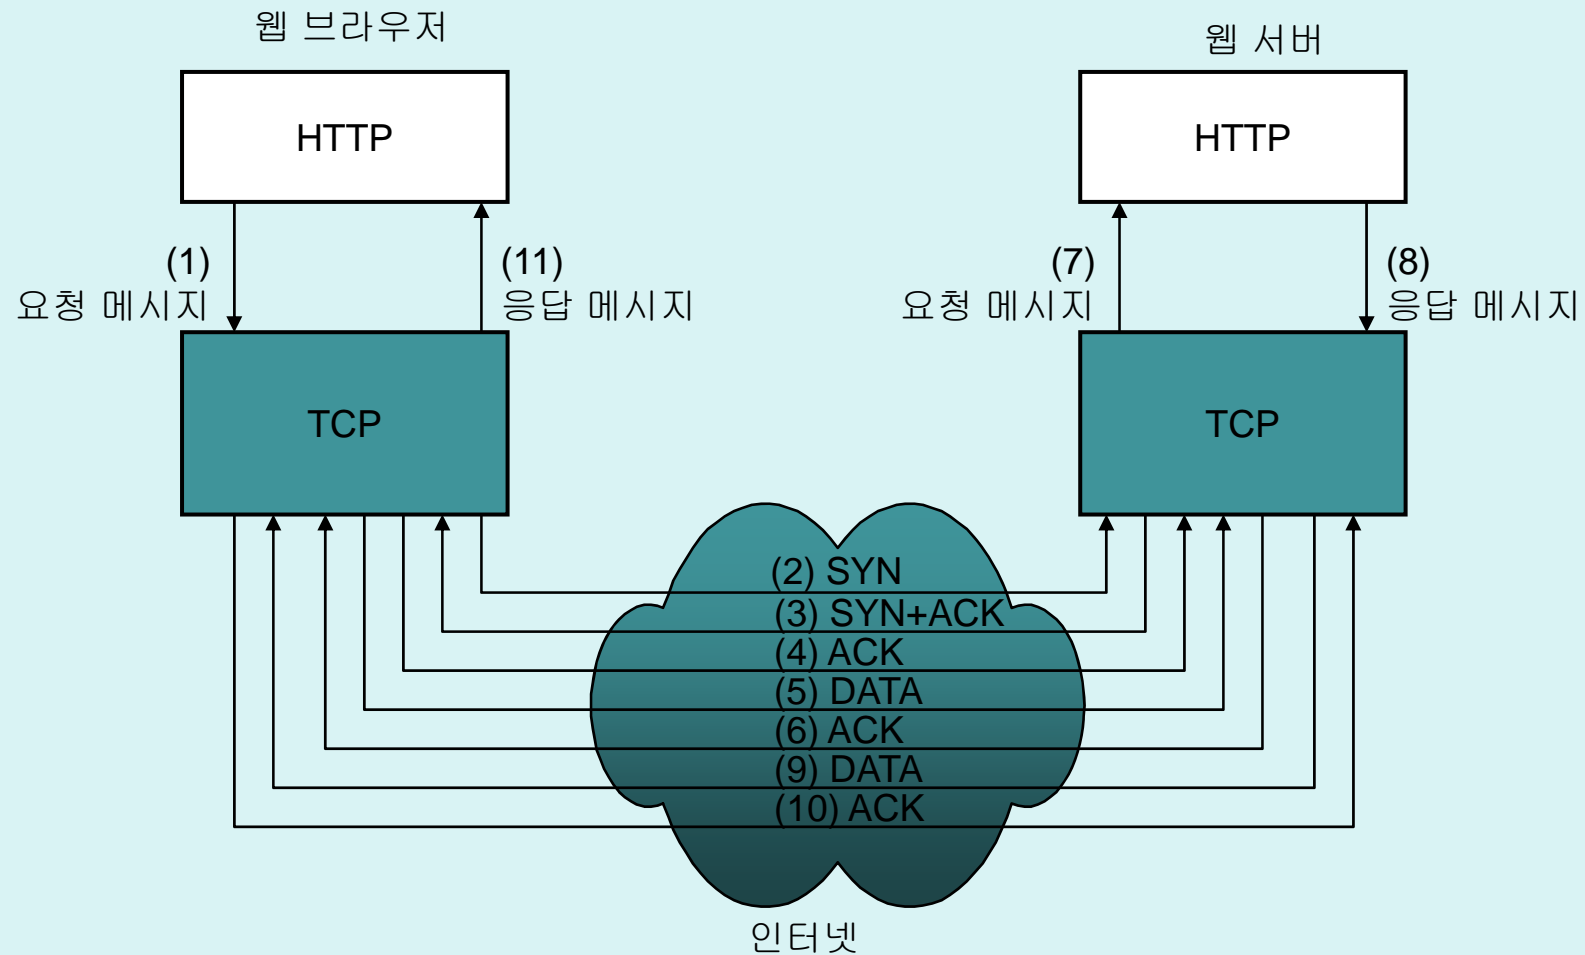 웹 브라우저
웹 서버
HTTP
HTTP
(1)
요청 메시지
(11)
응답 메시지
(7)
요청 메시지
(8)
응답 메시지
TCP
TCP
(2) SYN
(3) SYN+ACK
(4) ACK
(5) DATA
(6) ACK
(9) DATA
(10) ACK
인터넷